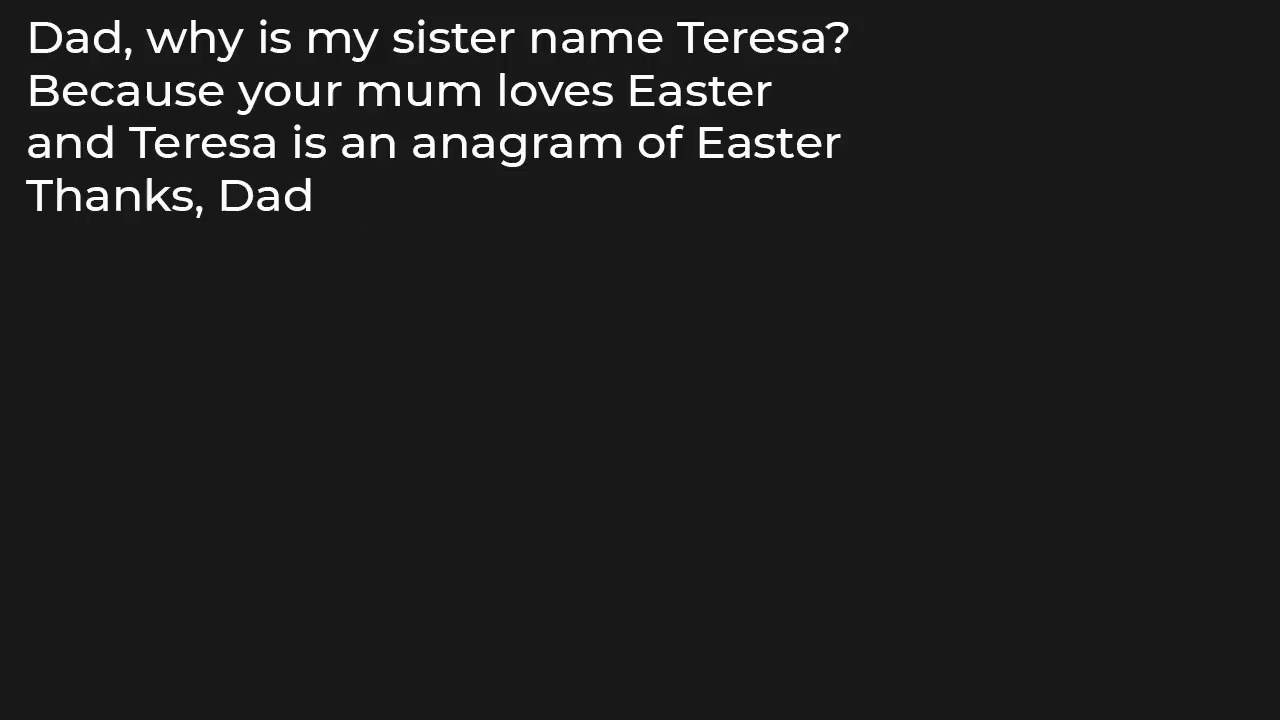 Dad, why is my sister name Teresa?
Because your mum loves Easter
and Teresa is an anagram of Easter
Thanks, Dad